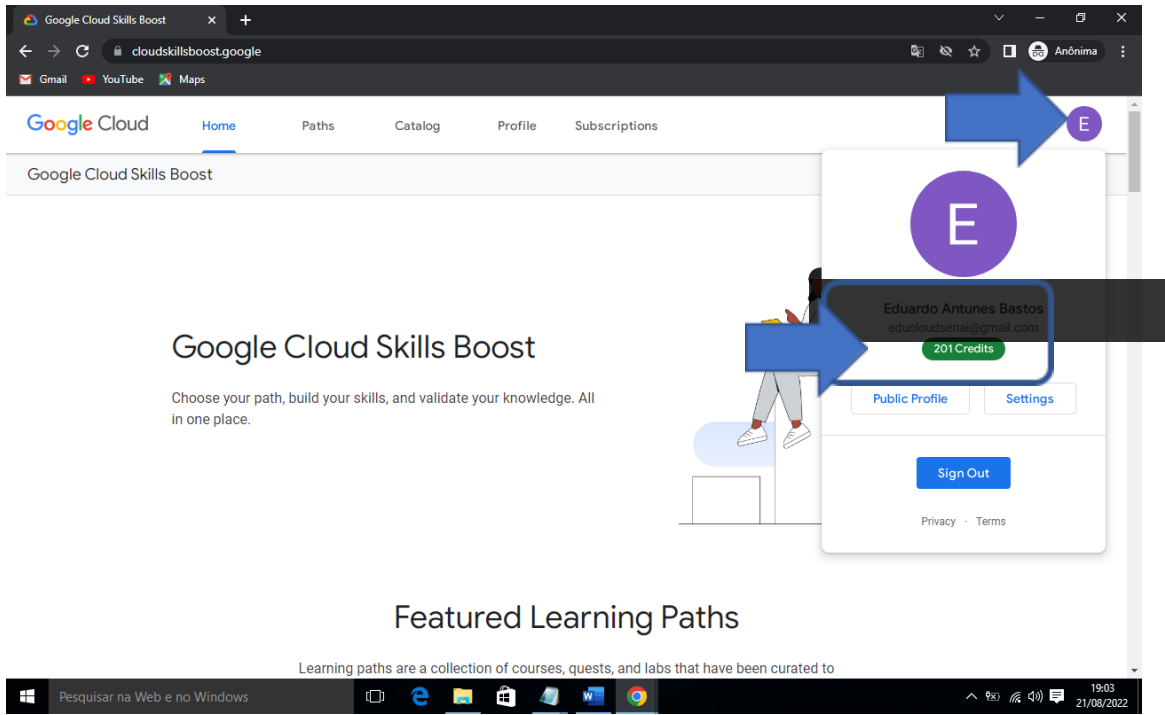 Google Cloud Skills Boost
cloudskillsboost.google
Anônima
Gmail YouTube Maps
Google Cloud Home Paths Catalog Profile Subscriptions E
Google Cloud Skills Boost
E
Eduardo Antunes Bastos
educloudsenai@gmail.com
201 Credits
Public Profile Settings
Sign Out
Privacy · Terms
Google Cloud Skills Boost
Choose your path, build your skills, and validate your knowledge. All
in one place.
Featured Learning Paths
Learning paths are a collection of courses, quests, and labs that have been curated to
Pesquisar na Web e no Windows
19:03
21/08/2022